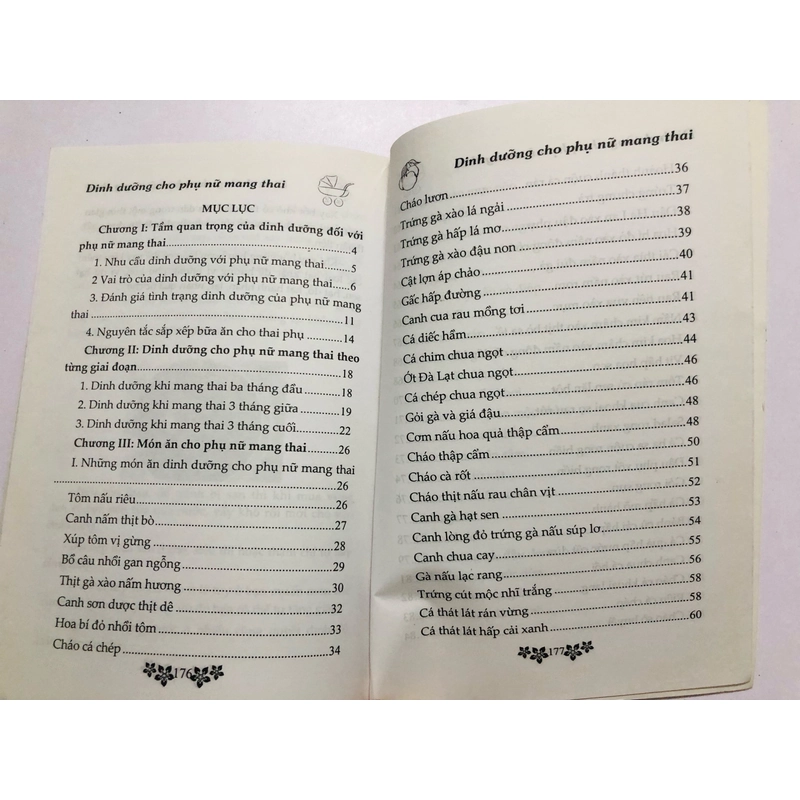 Dinh dưỡng cho phụ nữ mang thai
MỤC LỤC
Chương I: Tầm quan trọng của dinh dưỡng đối với
phụ nữ mang thai..........4
1. Nhu cầu dinh dưỡng với phụ nữ mang thai..........5
2 Vai trò của dinh dưỡng với phụ nữ mang thai..........6
3. Đánh giá tình trạng dinh dưỡng của phụ nữ mang
thai..........11
4. Nguyên tắc sắp xếp bữa ăn cho thai phụ..........14
Chương II: Dinh dưỡng cho phụ nữ mang thai theo
từng giai đoạn..........18
1. Dinh dưỡng khi mang thai ba tháng đầu..........18
2. Dinh dưỡng khi mang thai 3 tháng giữa..........19
3. Dinh dưỡng khi mang thai 3 tháng cuối..........22
Chương III: Món ăn cho phụ nữ mang thai..........26
I. Những món ăn dinh dưỡng cho phụ nữ mang thai
..........26
Tôm nấu riêu..........26
Canh nấm thịt bò..........27
Xúp tôm vị gừng..........28
Bồ câu nhồi gan ngỗng..........29
Thịt gà xào nấm hương..........30
Canh sơn dược thịt dê..........32
Hoa bí đỏ nhồi tôm..........33
Cháo cá chép..........34
176
Dinh dưỡng cho phụ nữ mang thai
Cháo lươn..........36
Trứng gà xào lá ngải..........37
Trứng gà hấp lá mơ..........38
Trứng gà xào đậu non..........39
Cật lợn áp chảo..........40
Gấc hấp đường..........41
Canh cua rau mồng tơi..........41
Cá diếc hầm..........43
Cá chim chua ngọt..........44
Ớt Đà Lạt chua ngọt..........46
Cá chép chua ngọt..........46
Gỏi gà và giá đậu..........48
Cơm nấu hoa quả thập cẩm..........48
Cháo thập cẩm..........50
Cháo cà rốt..........51
Cháo thịt nấu rau chân vịt..........52
Canh gà hạt sen..........53
Canh lòng đỏ trứng gà nấu súp lơ..........54
Canh chua cay..........55
Gà nấu lạc rang..........56
Trứng cút mộc nhĩ trắng..........58
Cá thát lát rán vừng..........58
Cá thát lát hấp cải xanh..........60
177